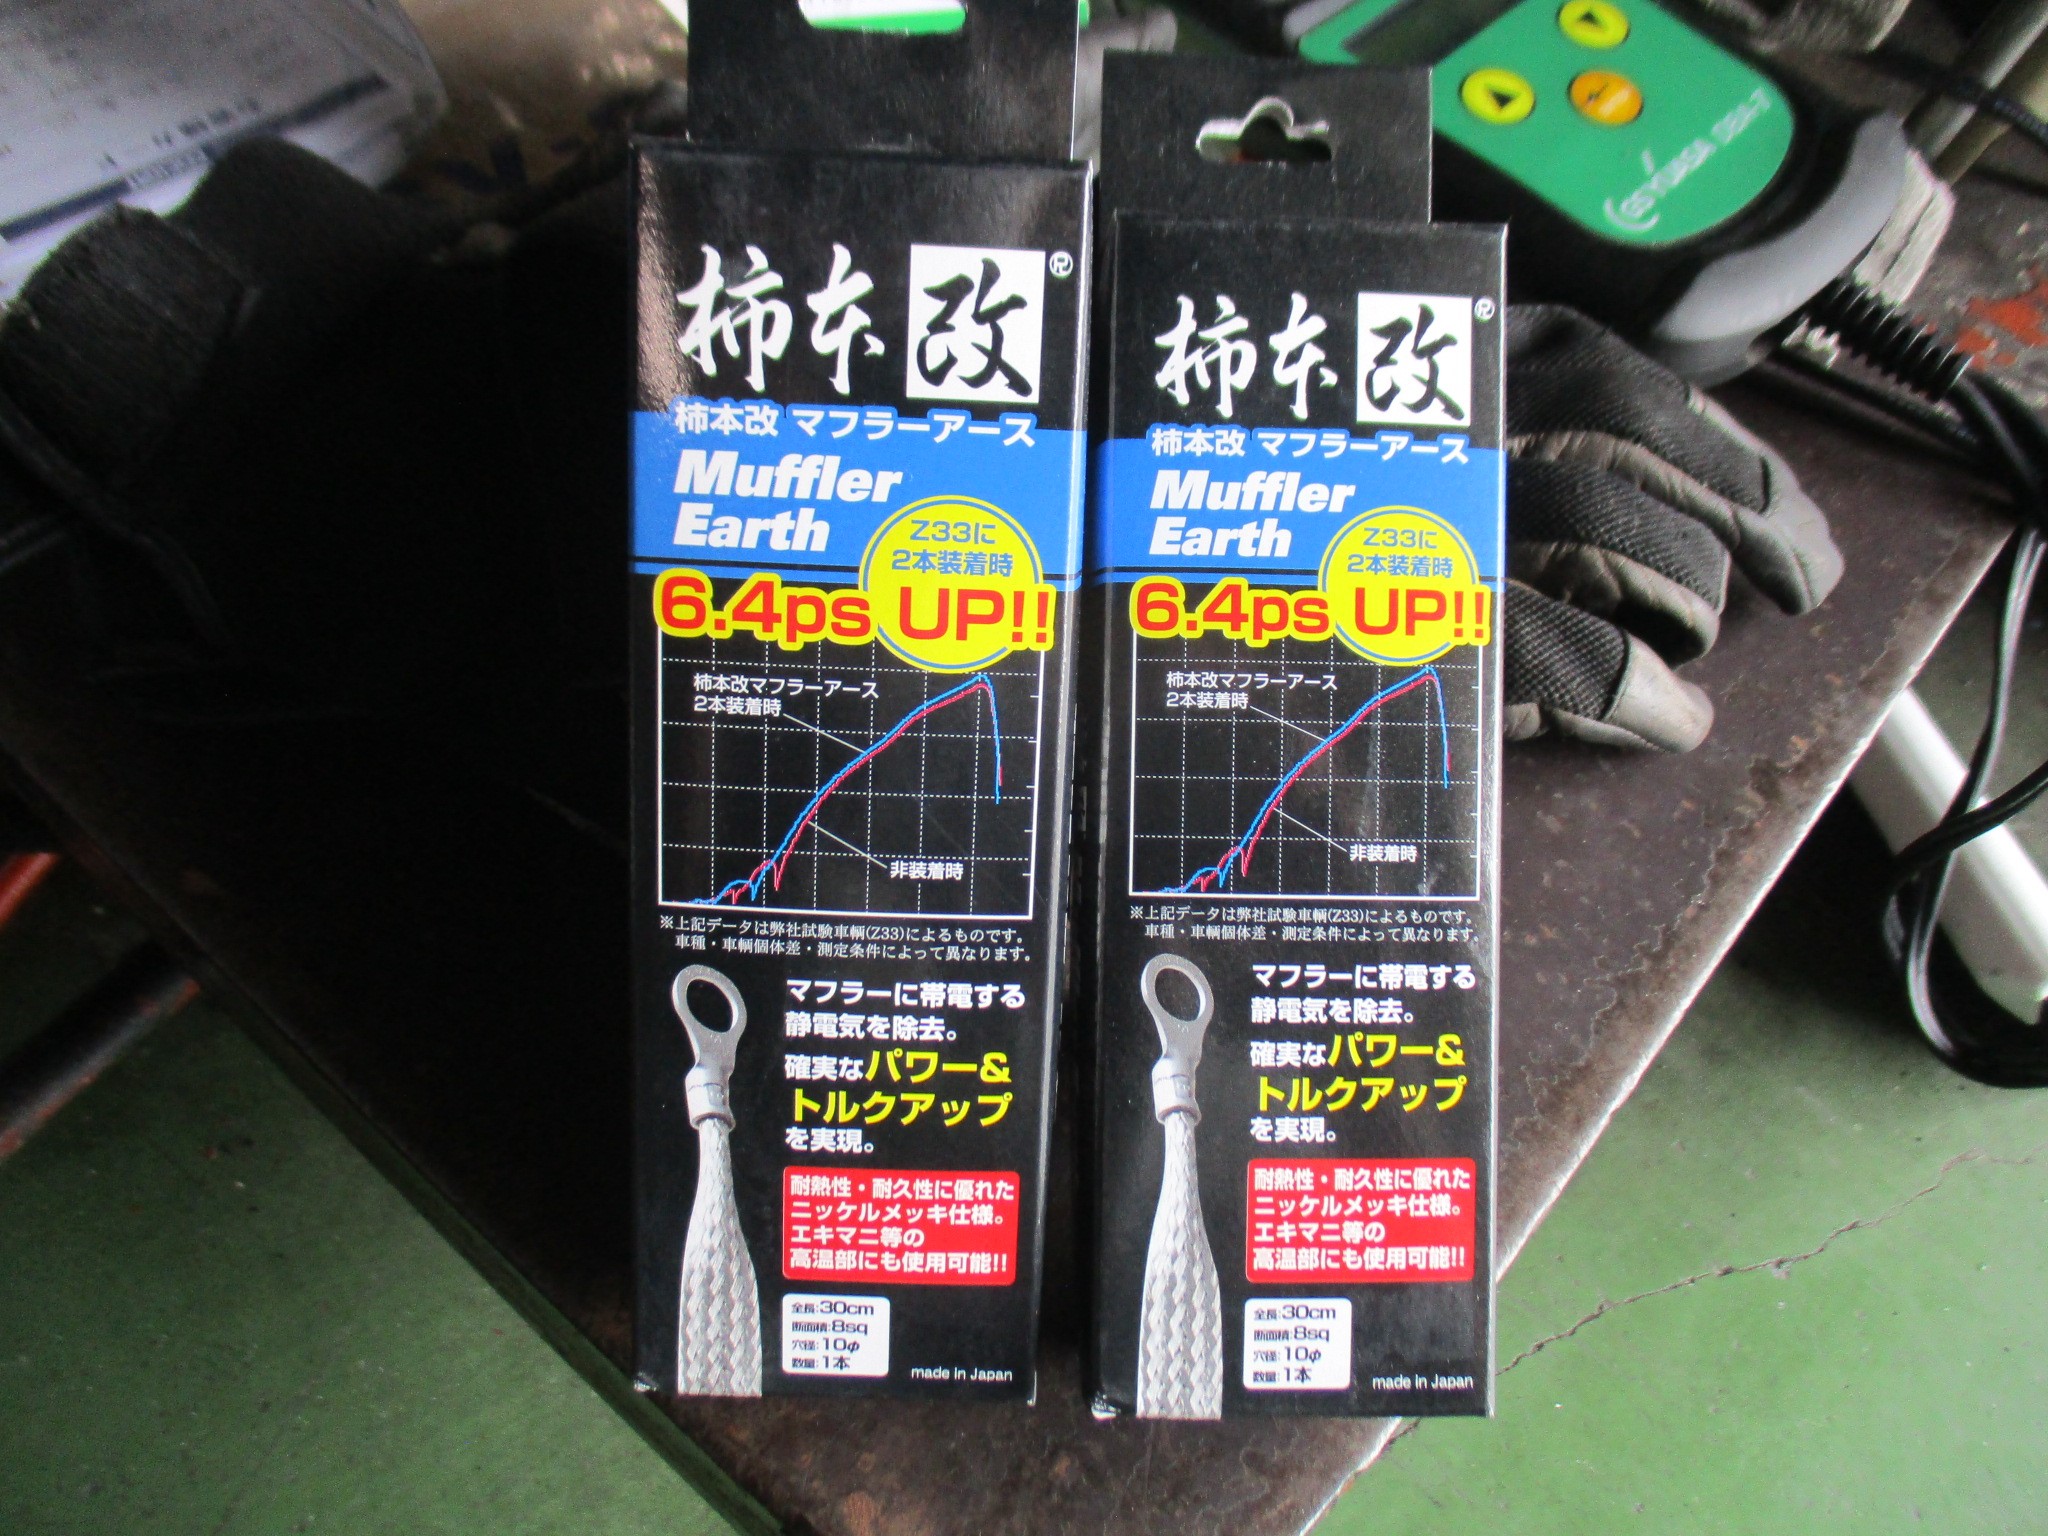 柿本改®
柿本改 マフラーアース
Muffler
Earth
Z33に
2本装着時
6.4ps UP!!
柿本改マフラーアース
2本装着時
非装着時
※上記データは弊社試験車輌(Z33)によるものです。
車種・車輌個体差・測定条件によって異なります。
マフラーに帯電する
静電気を除去。
確実なパワー&
トルクアップ
を実現。
耐熱性・耐久性に優れた
ニッケルメッキ仕様。
エキマニ等の
高温部にも使用可能!!
全長:30cm
断面積:8sq
穴径:10φ
数量:1本
made in Japan
柿本改®
柿本改 マフラーアース
Muffler
Earth
Z33に
2本装着時
6.4ps UP!!
柿本改マフラーアース
2本装着時
非装着時
※上記データは弊社試験車輌(Z33)によるものです。
車種・車輌個体差・測定条件によって異なります。
マフラーに帯電する
静電気を除去。
確実なパワー&
トルクアップ
を実現。
耐熱性・耐久性に優れた
ニッケルメッキ仕様。
エキマニ等の
高温部にも使用可能!!
全長:30cm
断面積:8sq
穴径:10φ
数量:1本
made in Japan
GS YUASA